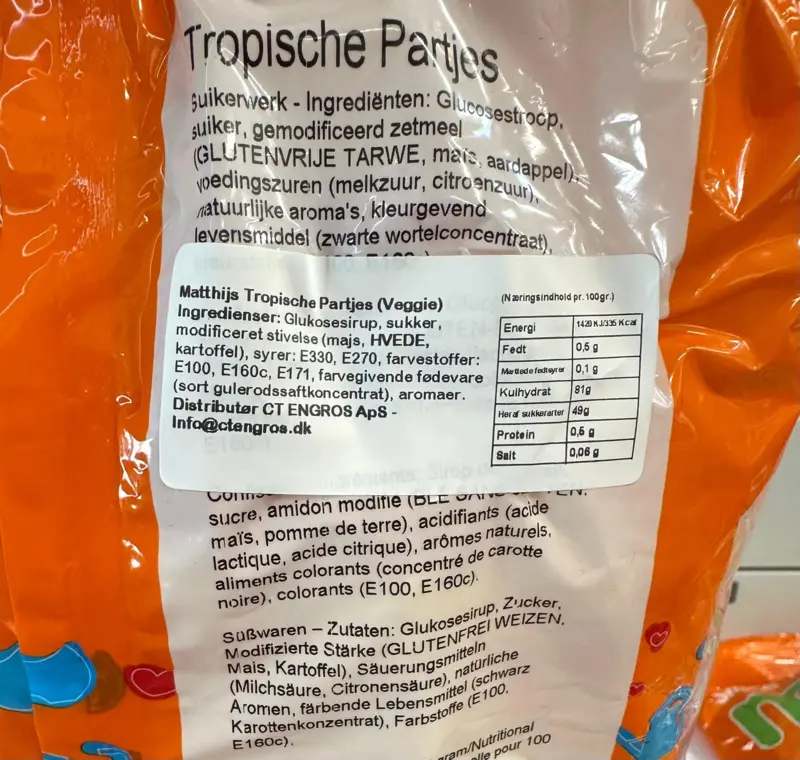 Tropische Partjes
Suikerwerk - Ingrediënten: Glucosestroop,
suiker, gemodificeerd zetmeel
(GLUTENVRIJE TARWE, maïs, aardappel),
voedingszuren (melkzuur, citroenzuur),
natuurlijke aroma's, kleurgevend
levensmiddel (zwarte wortelconcentraat),
Matthijs Tropische Partjes (Veggie)
Ingredienser: Glukosesirup, sukker,
modificeret stivelse (majs, HVEDE,
kartoffel), syrer: E330, E270, farvestoffer:
E100, E160c, E171, farvegivende fødevare
(sort gulerodssaftkoncentrat), aromaer.
Distributør CT ENGROS ApS -
Info@ctengros.dk
(Næringsindhold pr. 100gr.)
Energi 1420 KJ/335 Kcal
Fedt 0,5 g
Mættede fedtsyrer 0,1 g
Kulhydrat 81g
Heraf sukkerarter 49g
Protein 0,6 g
Salt 0,06 g
sucre, amidon modifié (BLÉ SANS
maïs, pomme de terre), acidifiants (acide
lactique, acide citrique), arômes naturels,
aliments colorants (concentré de carotte
noire), colorants (E100, E160c).
Süßwaren – Zutaten: Glukosesirup, Zucker,
Modifizierte Stärke (GLUTENFREI WEIZEN,
Mais, Kartoffel), Säuerungsmitteln
(Milchsäure, Citronensäure), natürliche
Aromen, färbende Lebensmittel (schwarz
Karottenkonzentrat), Farbstoffe (E100,
E160c).
gram/Nutritional
pour 100